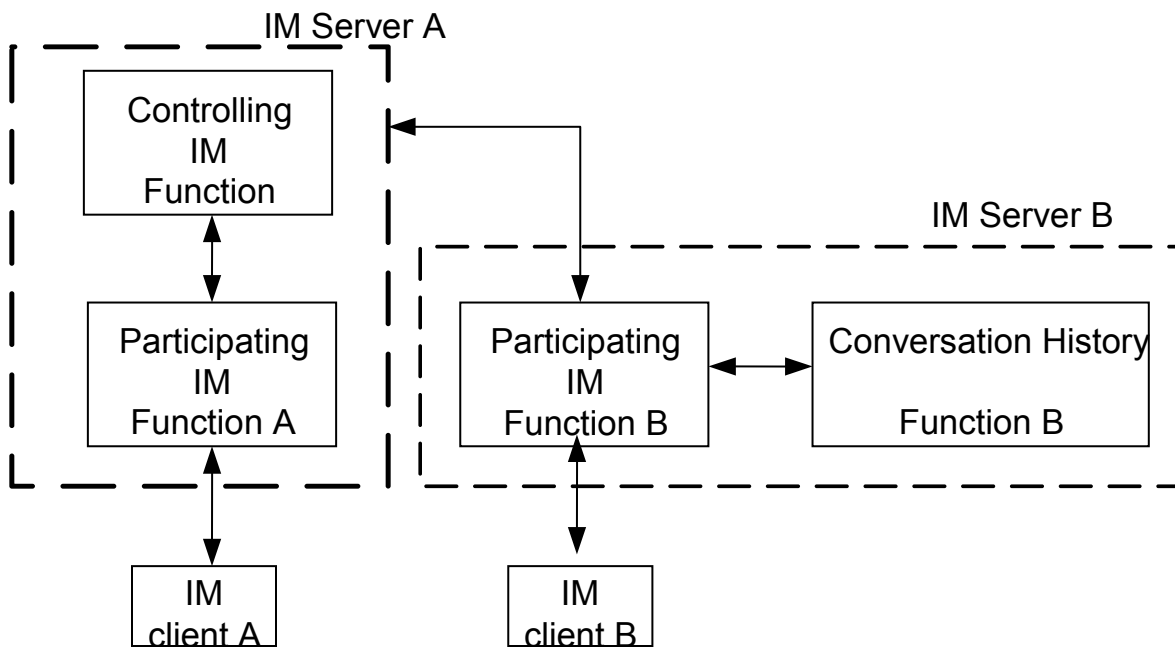 IM Server A
Controlling
IM
Function
IM Server B
Participating
IM
Function A
Participating
IM
Function B
Conversation History
Function B
IM
client A
IM
client B